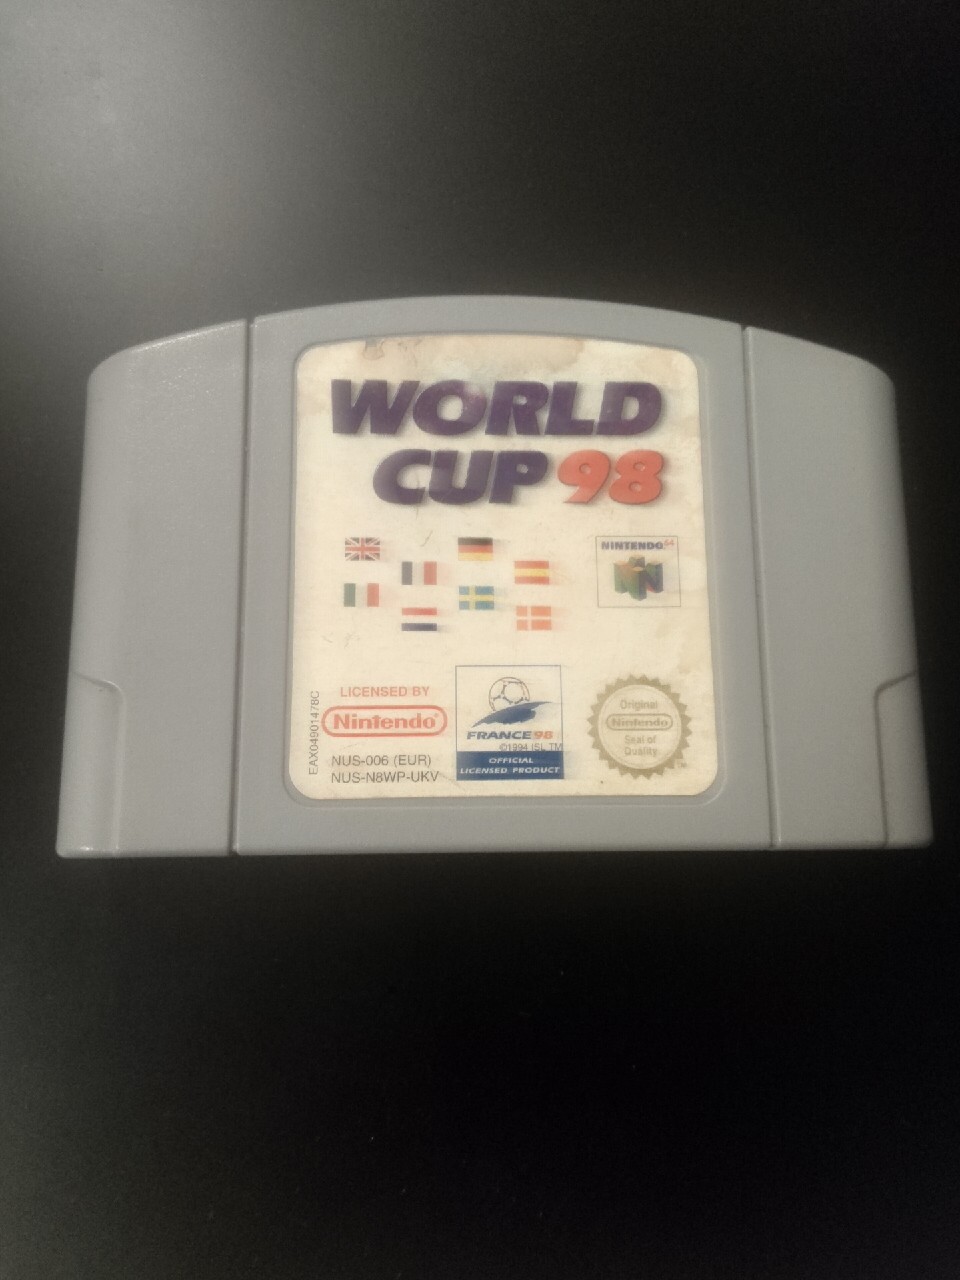 WORLD
CUP 98
NINTENDO64
LICENSED BY
Nintendo®
NUS-006 (EUR)
NUS-N8WP-UKV
EAX04901478C
FRANCE 98
©1994 ISL TM
OFFICIAL
LICENSED PRODUCT
Original
Nintendo
Seal of
Quality